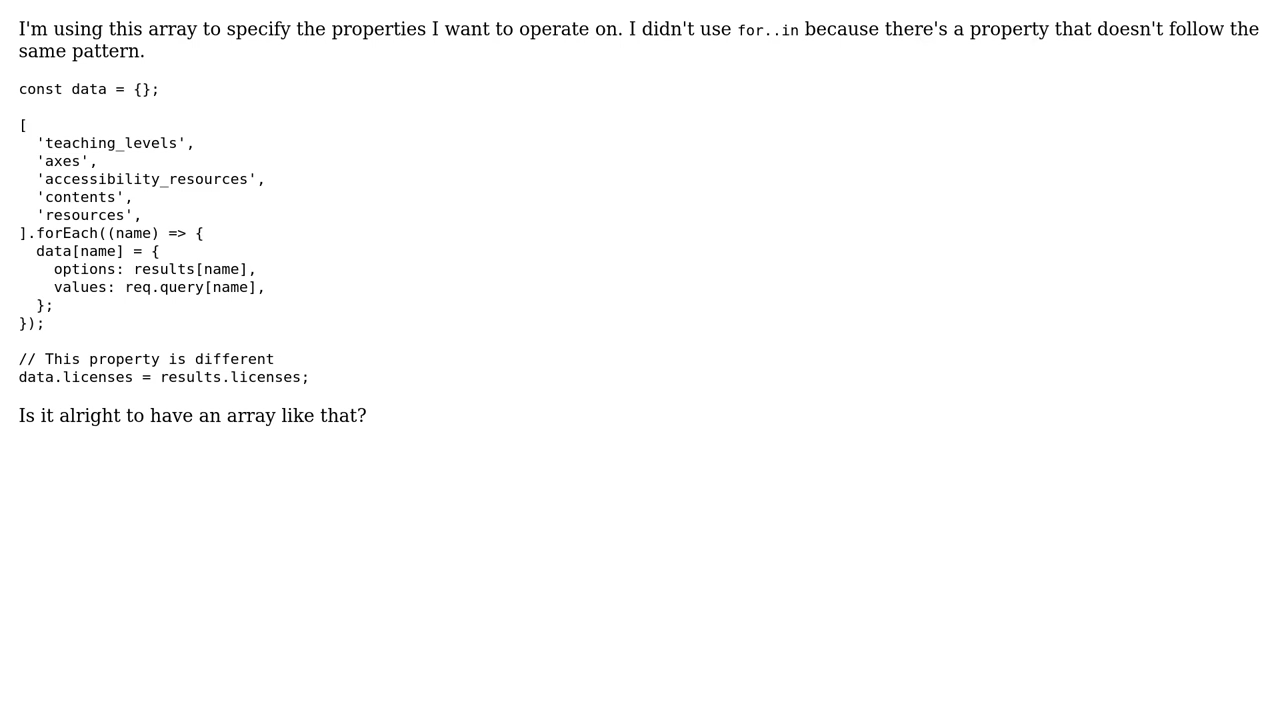 I'm using this array to specify the properties I want to operate on. I didn't use for..in because there's a property that doesn't follow the
same pattern.
const data = {};
[
  'teaching_levels',
  'axes',
  'accessibility_resources',
  'contents',
  'resources',
].forEach((name) => {
  data[name] = {
    options: results[name],
    values: req.query[name],
  };
});
// This property is different
data.licenses = results.licenses;
Is it alright to have an array like that?